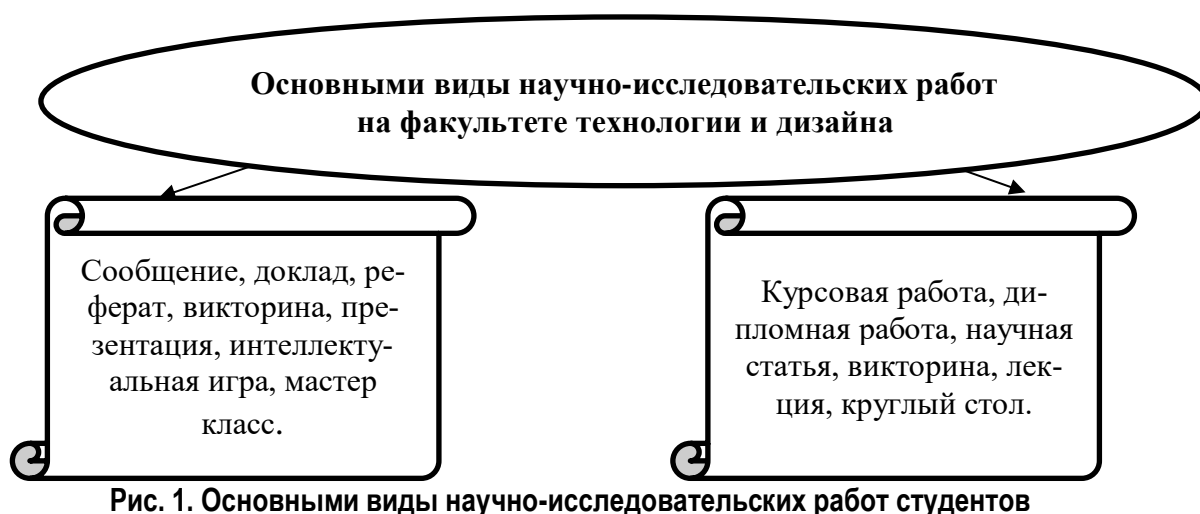 Основными виды научно-исследовательских работ
на факультете технологии и дизайна
Сообщение, доклад, ре-
ферат, викторина, пре-
зентация, интеллекту-
альная игра, мастер
класс.
Курсовая работа, ди-
пломная работа, научная
статья, викторина, лек-
ция, круглый стол.
Рис. 1. Основными виды научно-исследовательских работ студентов